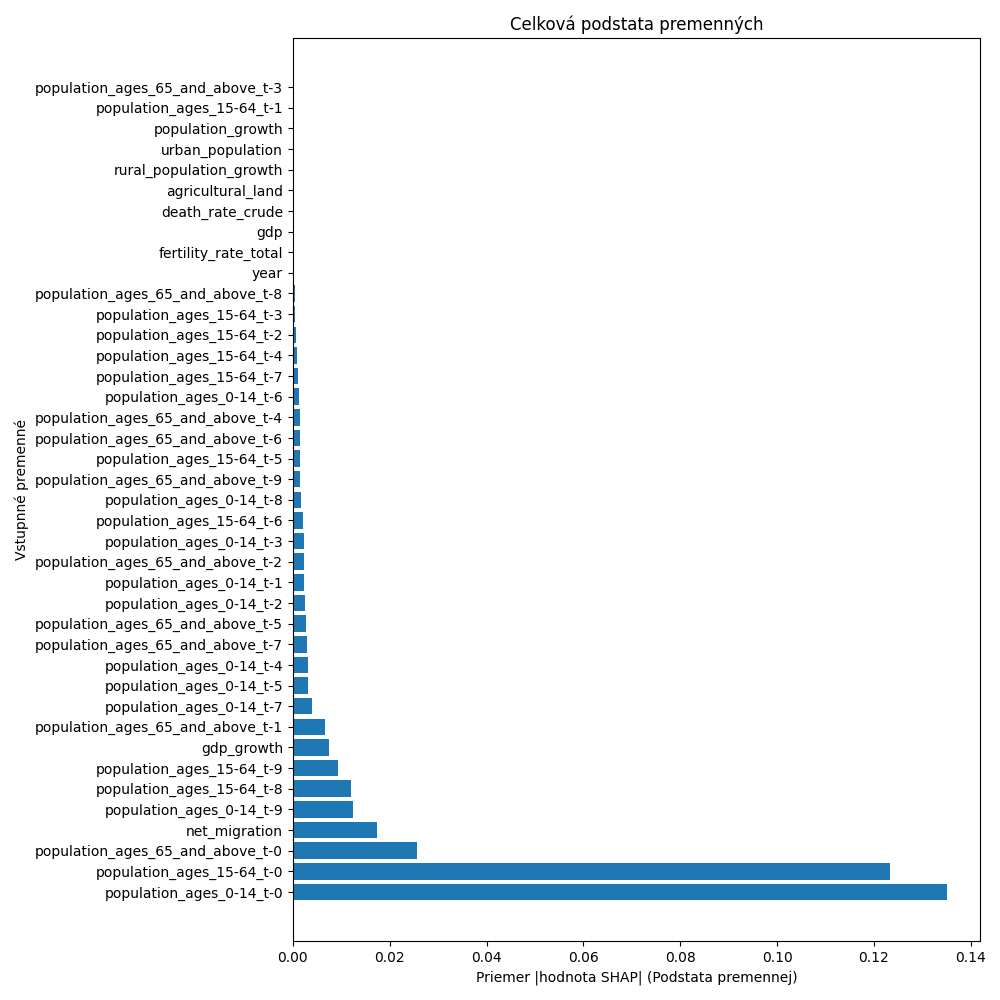 Celková podstata premenných
population_ages_65_and_above_t-3
population_ages_15-64_t-1
population_growth
urban_population
rural_population_growth
agricultural_land
death_rate_crude
gdp
fertility_rate_total
year
population_ages_65_and_above_t-8
population_ages_15-64_t-3
population_ages_15-64_t-2
population_ages_15-64_t-4
population_ages_15-64_t-7
population_ages_0-14_t-6
population_ages_65_and_above_t-4
population_ages_65_and_above_t-6
population_ages_15-64_t-5
population_ages_65_and_above_t-9
population_ages_0-14_t-8
population_ages_15-64_t-6
population_ages_0-14_t-3
population_ages_65_and_above_t-2
population_ages_0-14_t-1
population_ages_0-14_t-2
population_ages_65_and_above_t-5
population_ages_65_and_above_t-7
population_ages_0-14_t-4
population_ages_0-14_t-5
population_ages_0-14_t-7
population_ages_65_and_above_t-1
gdp_growth
population_ages_15-64_t-9
population_ages_15-64_t-8
population_ages_0-14_t-9
net_migration
population_ages_65_and_above_t-0
population_ages_15-64_t-0
population_ages_0-14_t-0
Vstupnné premenné
0.00 0.02 0.04 0.06 0.08 0.10 0.12 0.14
Priemer |hodnota SHAP| (Podstata premennej)